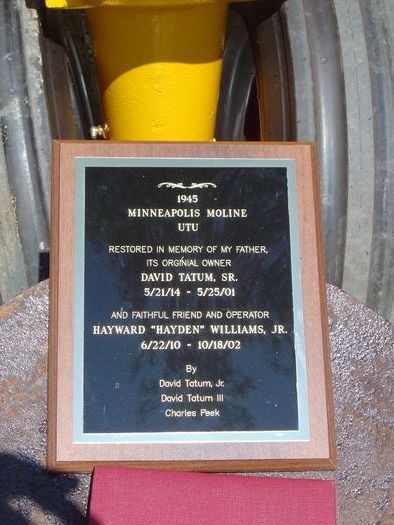 1945
MINNEAPOLIS MOLINE
UTU
RESTORED IN MEMORY OF MY FATHER,
ITS ORGINIAL OWNER
DAVID TATUM, SR.
5/21/14 - 5/25/01
AND FAITHFUL FRIEND AND OPERATOR
HAYWARD "HAYDEN" WILLIAMS, JR.
6/22/10 - 10/18/02
By
David Tatum, Jr.
David Tatum III
Charles Peek